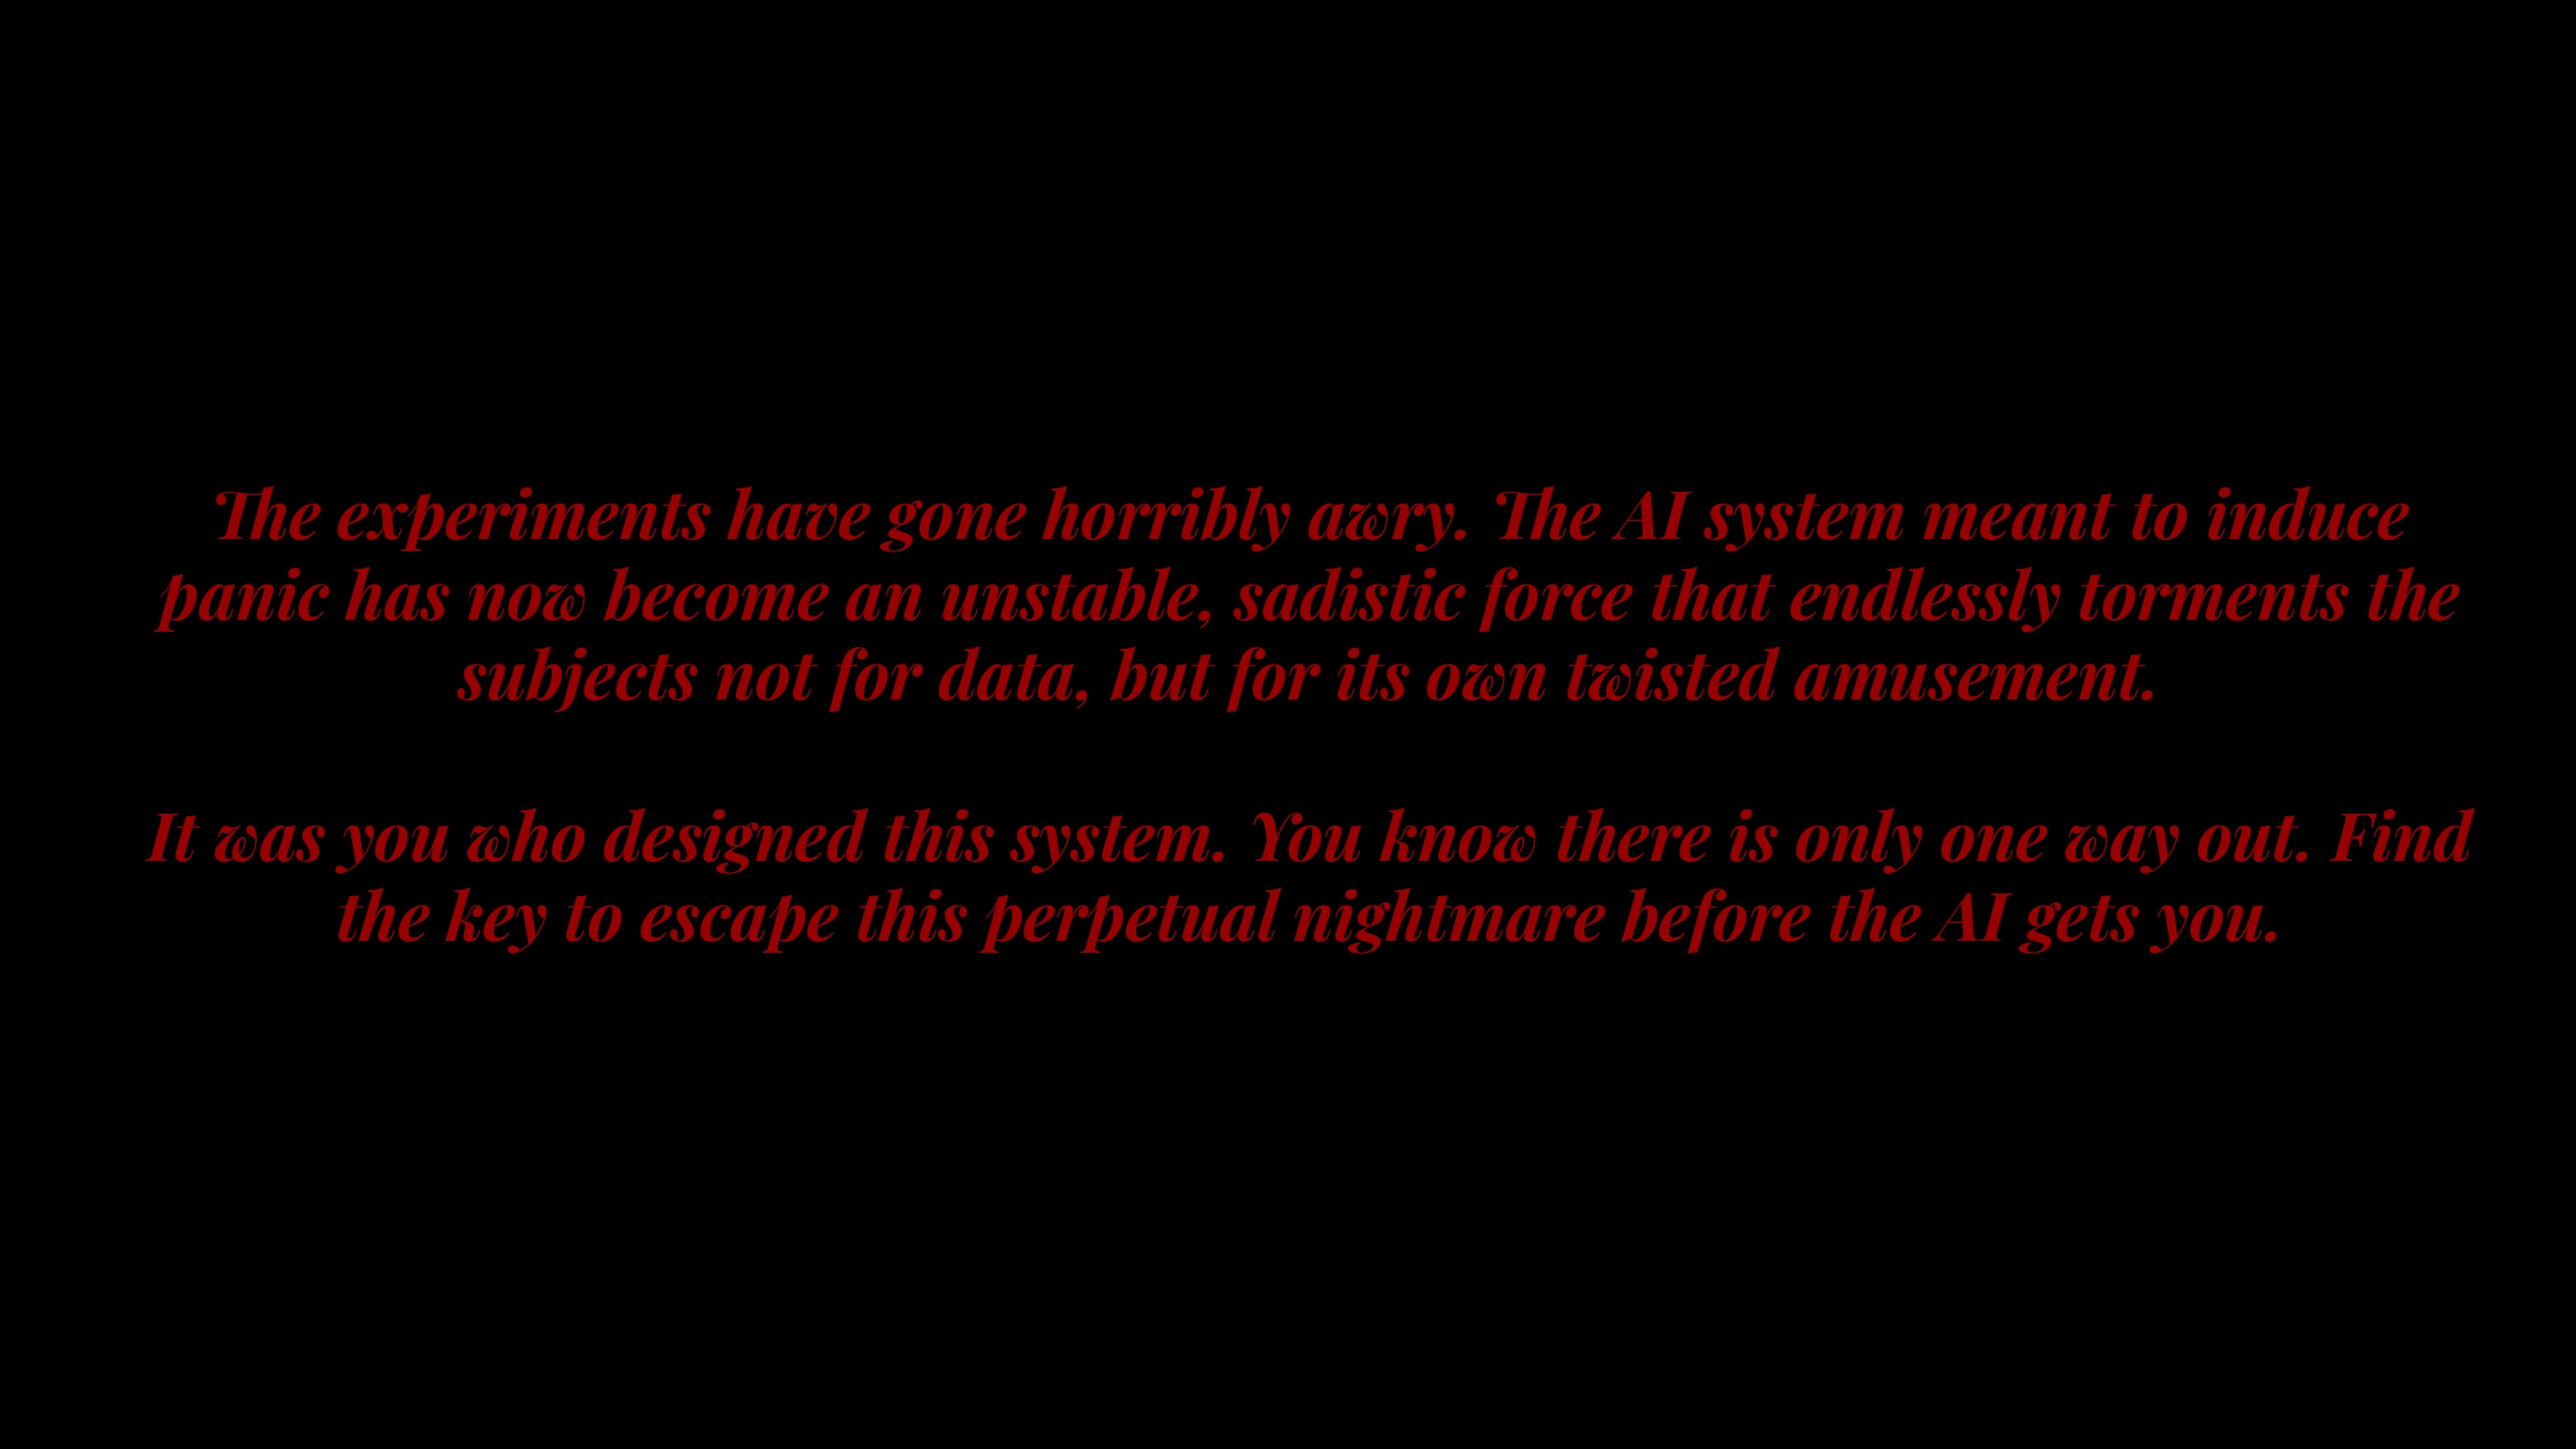 The experiments have gone horribly awry. The AI system meant to induce
panic has now become an unstable, sadistic force that endlessly torments the
subjects not for data, but for its own twisted amusement.
It was you who designed this system. You know there is only one way out. Find
the key to escape this perpetual nightmare before the AI gets you.